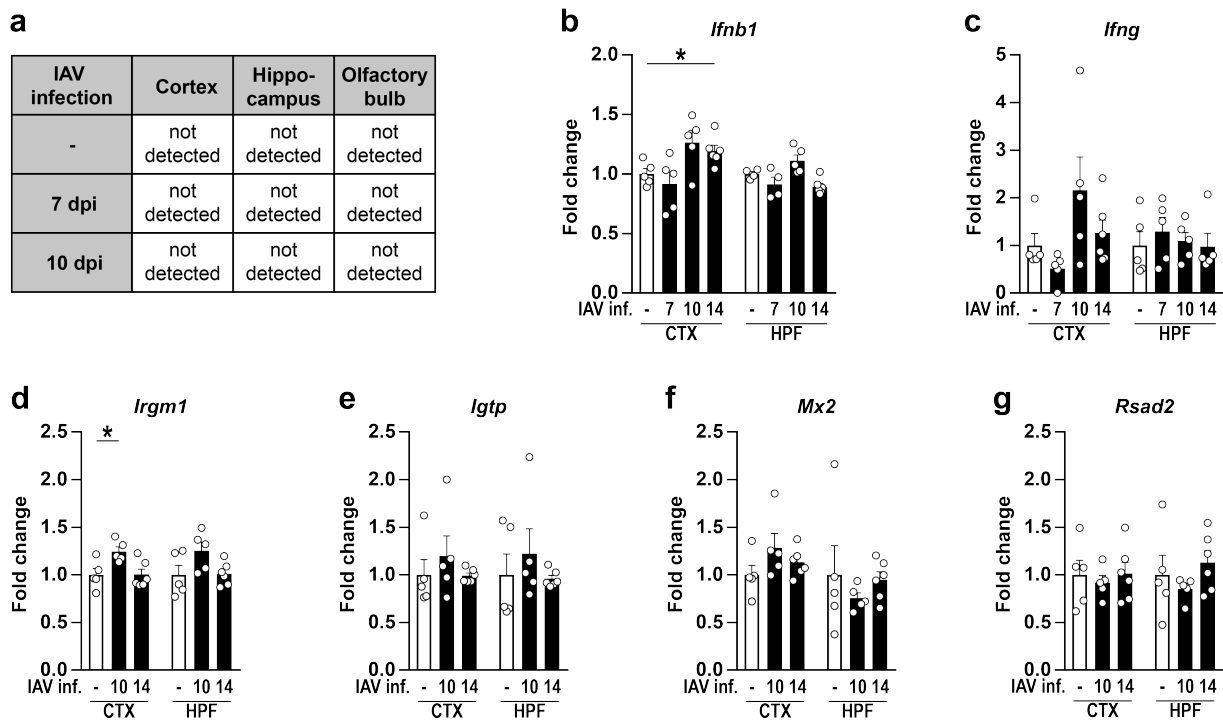 a
IAV infection Cortex Hippo-campus Olfactory bulb
- not detected not detected not detected
7 dpi not detected not detected not detected
10 dpi not detected not detected not detected
b
Ifnb1
Fold change
2.0
1.5
1.0
0.5
0.0
*
IAV inf. - 7 10 14 - 7 10 14
CTX HPF
c
Ifng
Fold change
5
4
3
2
1
0
IAV inf. - 7 10 14 - 7 10 14
CTX HPF
d
Irgm1
Fold change
2.5
2.0
1.5
1.0
0.5
0.0
*
IAV inf. - 10 14 - 10 14
CTX HPF
e
Igtp
Fold change
2.5
2.0
1.5
1.0
0.5
0.0
IAV inf. - 10 14 - 10 14
CTX HPF
f
Mx2
Fold change
2.5
2.0
1.5
1.0
0.5
0.0
IAV inf. - 10 14 - 10 14
CTX HPF
g
Rsad2
Fold change
2.5
2.0
1.5
1.0
0.5
0.0
IAV inf. - 10 14 - 10 14
CTX HPF